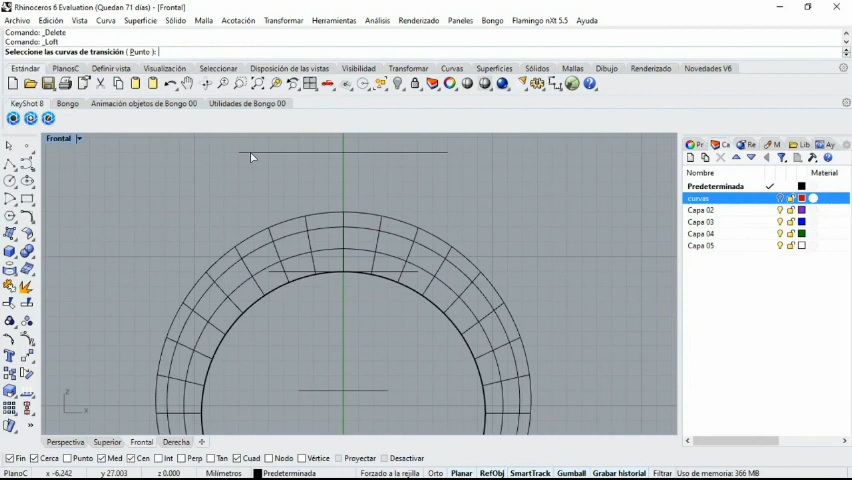 Rhinoceros 6 Evaluation (Quedan 71 días) - [Frontal]
Archivo Edición Vista Curva Superficie Sólido Malla Acotación Transformar Herramientas Análisis Renderizado Paneles Bongo Flamingo nXt 5.5 Ayuda
Comando: _Delete
Comando: _Loft
Seleccione las curvas de transición ( Punto ):
Estándar PlanosC Definir vista Visualización Seleccionar Disposición de las vistas Visibilidad Transformar Curvas Superficies Sólidos Mallas Dibujo Renderizado Novedades V6
KeyShot 8 Bongo Animación objetos de Bongo 00 Utilidades de Bongo 00
Frontal
Pr Ca Re M Lib Ay
Nombre Material
Predeterminada
curvas
Capa 02
Capa 03
Capa 04
Capa 05
z
x
Perspectiva Superior Frontal Derecha
Fin Cerca Punto Med Cen Int Perp Tan Cuad Nodo Vértice Proyectar Desactivar
PlanoC x -6.242 y 27.003 z 0.000 Milímetros Predeterminada Forzado a la rejilla Orto Planar RefObj SmartTrack Gumball Grabar historial Filtrar Uso de memoria: 366 MB